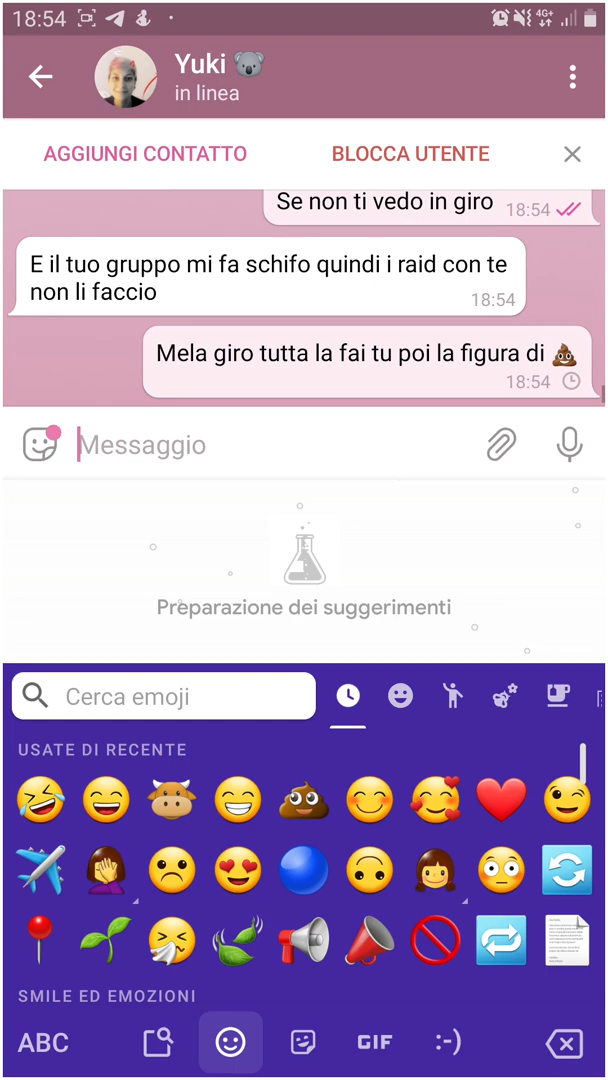 18:54
4G+
Yuki 🐨
in linea
AGGIUNGI CONTATTO
BLOCCA UTENTE
Se non ti vedo in giro
18:54
E il tuo gruppo mi fa schifo quindi i raid con te
non li faccio
18:54
Mela giro tutta la fai tu poi la figura di 💩
18:54
Messaggio
Preparazione dei suggerimenti
Cerca emoji
USATE DI RECENTE
SMILE ED EMOZIONI
ABC
GIF
:-)